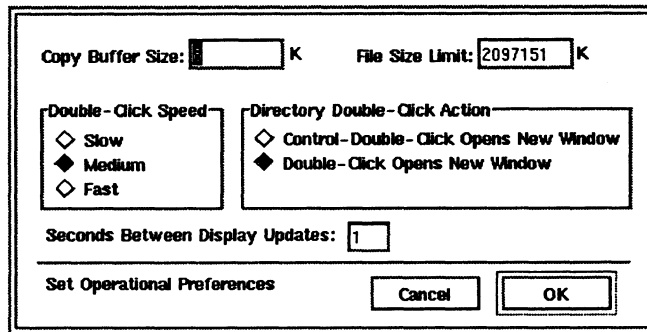 Copy Buffer Size: K File Size Limit: 2097151 K
Double-Click Speed Directory Double-Click Action
Slow Control-Double-Click Opens New Window
Medium Double-Click Opens New Window
Fast
Seconds Between Display Updates: 1
Set Operational Preferences Cancel OK